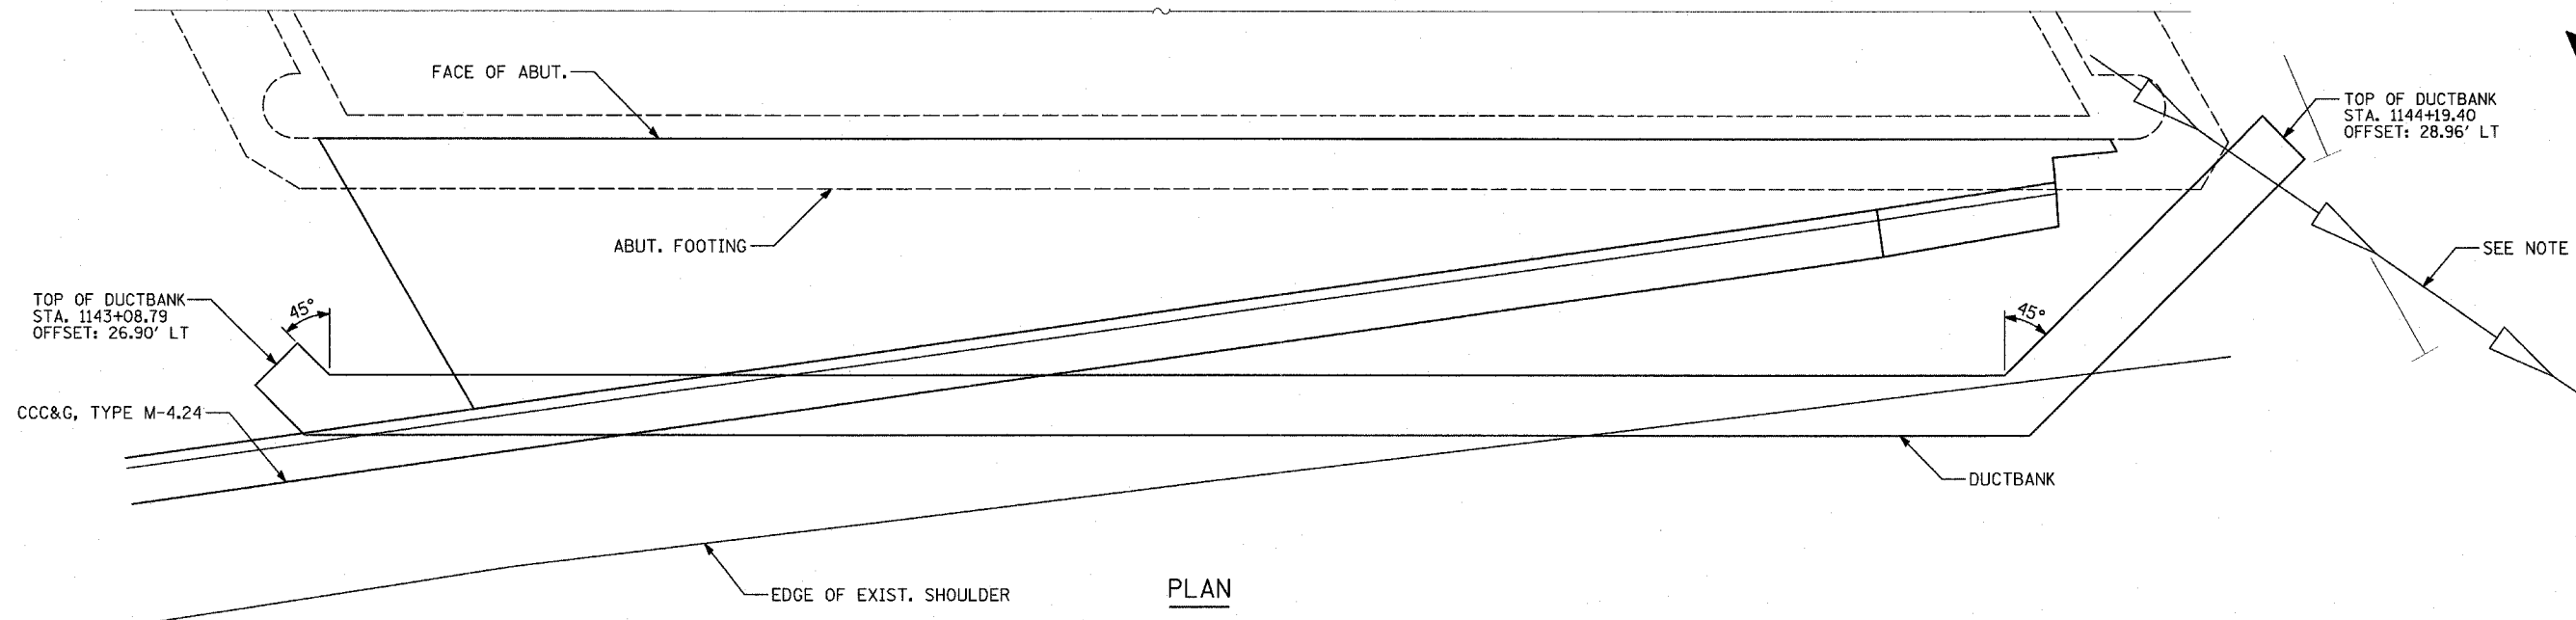 FACE OF ABUT.
TOP OF DUCTBANK
STA. 1144+19.40
OFFSET: 28.96' LT
ABUT. FOOTING
SEE NOTE
TOP OF DUCTBANK
STA. 1143+08.79
OFFSET: 26.90' LT
45°
45°
CCC&G, TYPE M-4.24
DUCTBANK
EDGE OF EXIST. SHOULDER
PLAN